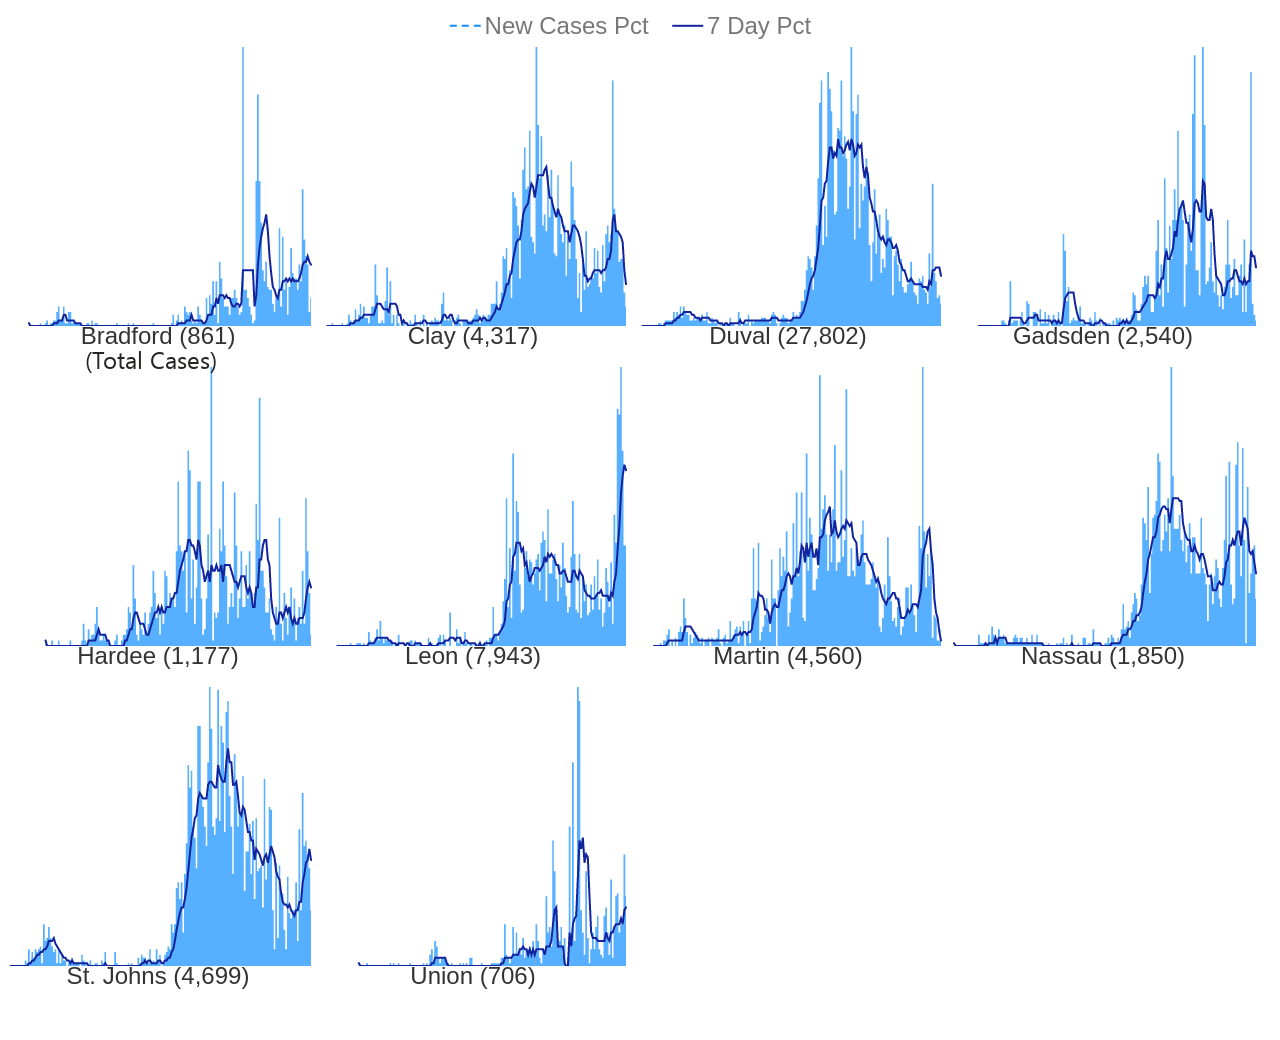 New Cases Pct 7 Day Pct
Bradford (861) Clay (4,317) Duval (27,802) Gadsden (2,540)
(Total Cases)
Hardee (1,177) Leon (7,943) Martin (4,560) Nassau (1,850)
St. Johns (4,699) Union (706)